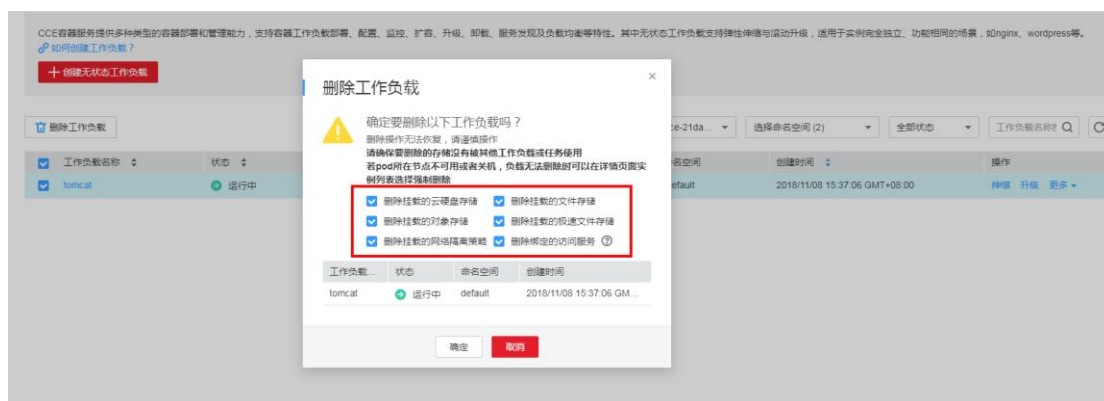 CCE容器服务提供多种类型的容器部署和管理能力，支持容器工作负载部署、配置、监控、扩容、升级、卸载、服务发现及负载均衡等特性。其中无状态工作负载支持弹性伸缩与滚动升级，适用于实例完全独立、功能相同的场景，如nginx、wordpress等。
如何创建工作负载？
创建无状态工作负载
删除工作负载
ce-21da...
选择命名空间 (2)
全部状态
工作负载名称
工作负载名称
状态
名空间
创建时间
操作
tomcat
运行中
efault
2018/11/08 15:37:06 GMT+08:00
伸缩 升级 更多
删除工作负载
×
确定要删除以下工作负载吗？
删除操作无法恢复，请谨慎操作
请确保要删除的存储没有被其他工作负载或任务使用
若pod所在节点不可用或者关机，负载无法删除时可以在详情页面实
例列表选择强制删除
删除挂载的云硬盘存储 删除挂载的文件存储
删除挂载的对象存储 删除挂载的极速文件存储
删除挂载的网络隔离策略 删除绑定的访问服务 ?
工作负载... 状态 命名空间 创建时间
tomcat 运行中 default 2018/11/08 15:37:06 GM...
确定 取消